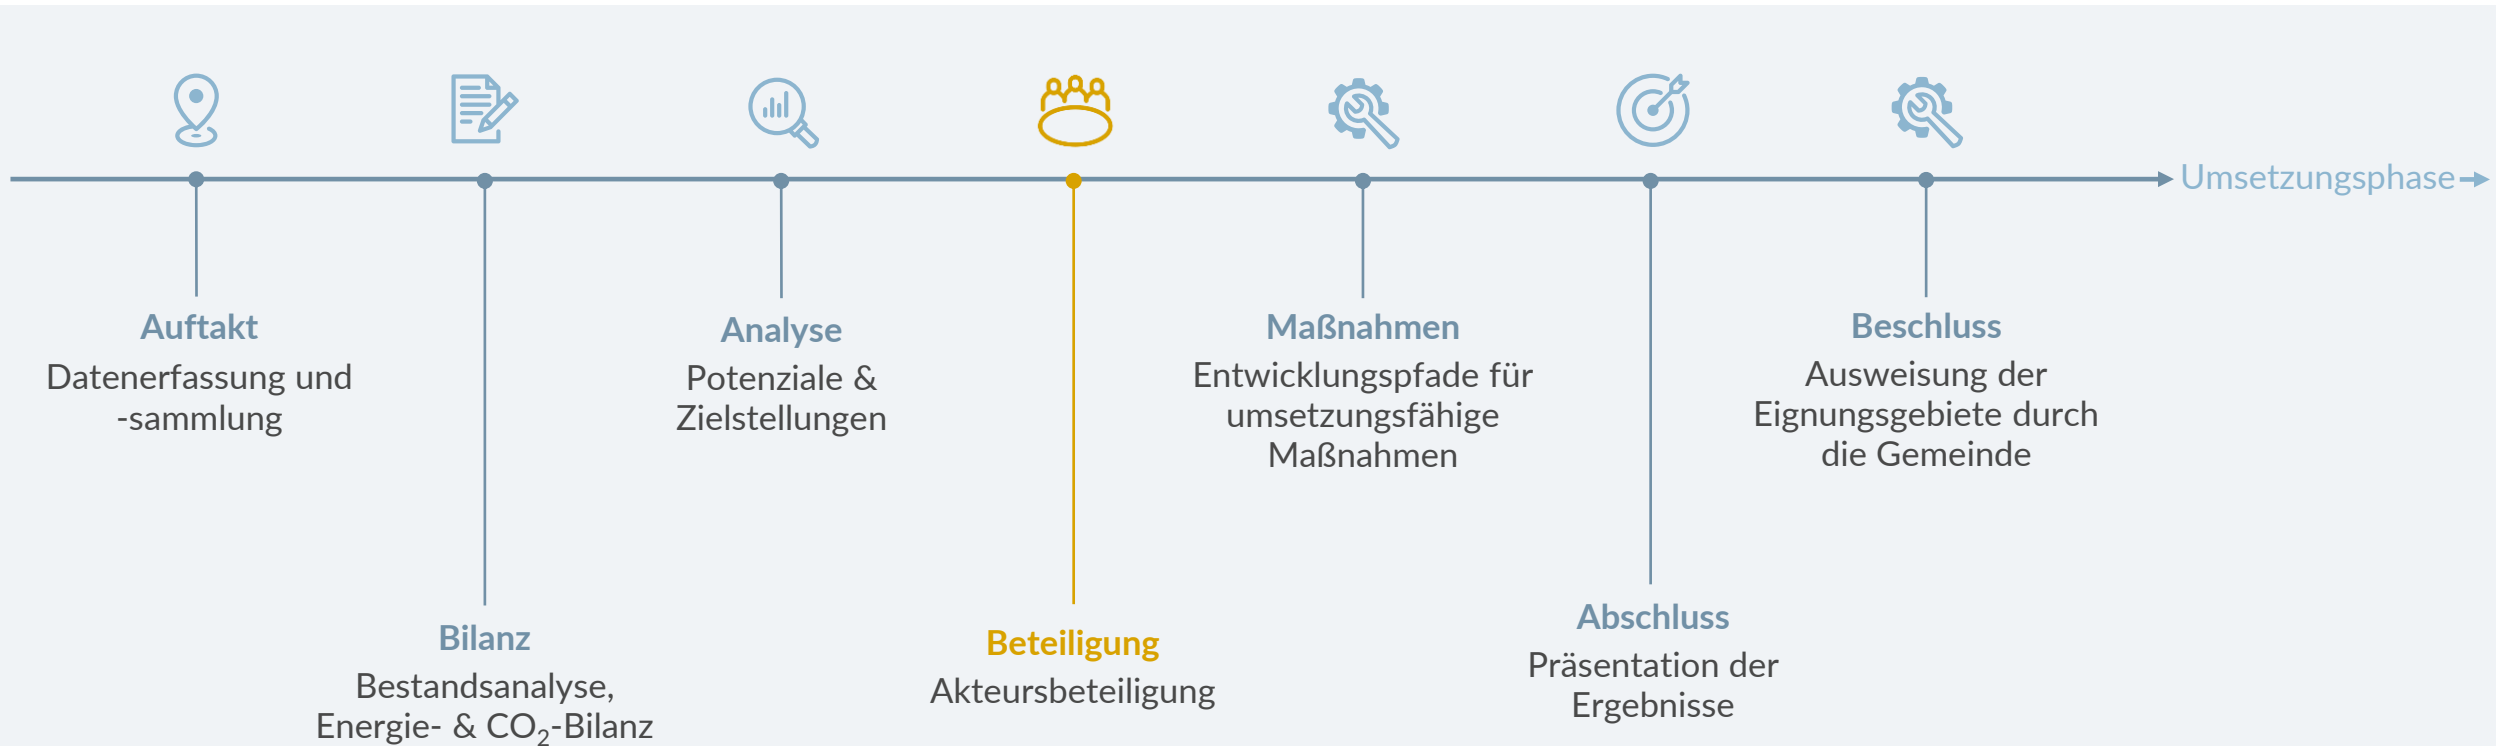 Umsetzungsphase
Auftakt
Datenerfassung und
-sammlung
Bilanz
Bestandsanalyse,
Energie- & CO₂-Bilanz
Analyse
Potenziale &
Zielstellungen
Beteiligung
Akteursbeteiligung
Maßnahmen
Entwicklungspfade für
umsetzungsfähige
Maßnahmen
Abschluss
Präsentation der
Ergebnisse
Beschluss
Ausweisung der
Eignungsgebiete durch
die Gemeinde